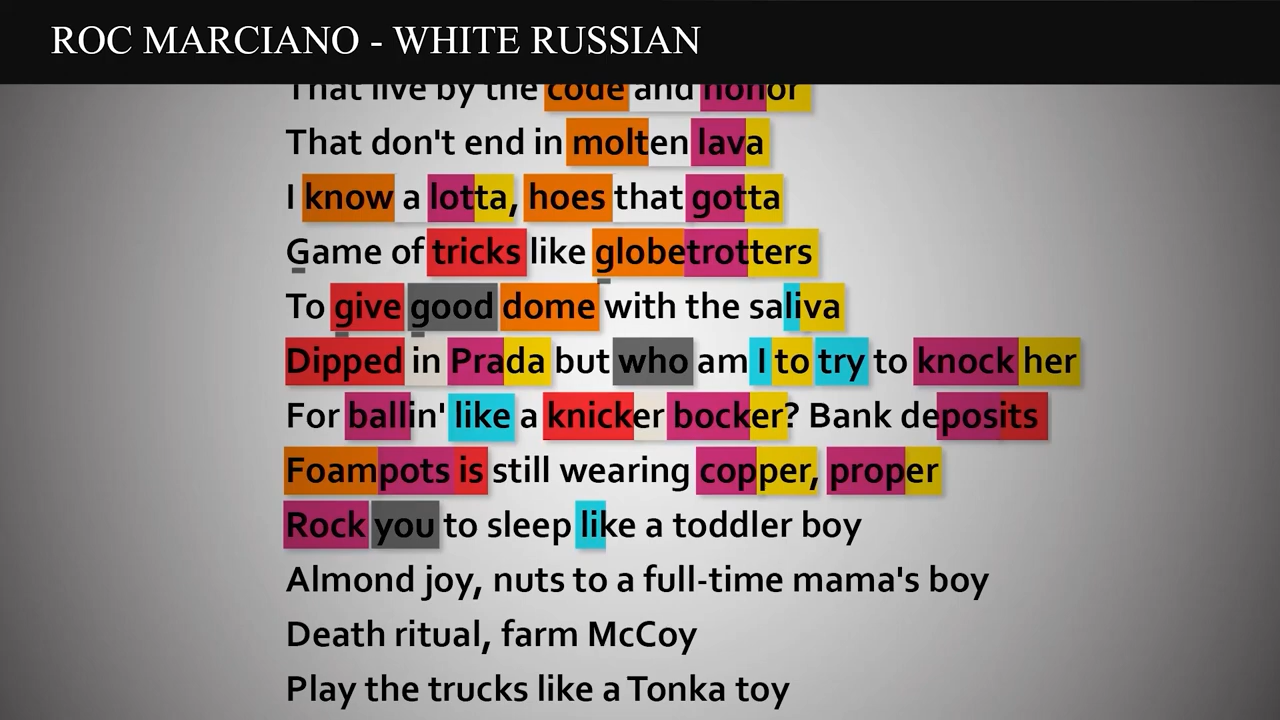 ROC MARCIANO - WHITE RUSSIAN
That live by the code and honor
That don't end in molten lava
I know a lotta, hoes that gotta
Game of tricks like globetrotters
To give good dome with the saliva
Dipped in Prada but who am I to try to knock her
For ballin' like a knicker bocker? Bank deposits
Foampots is still wearing copper, proper
Rock you to sleep like a toddler boy
Almond joy, nuts to a full-time mama's boy
Death ritual, farm McCoy
Play the trucks like a Tonka toy